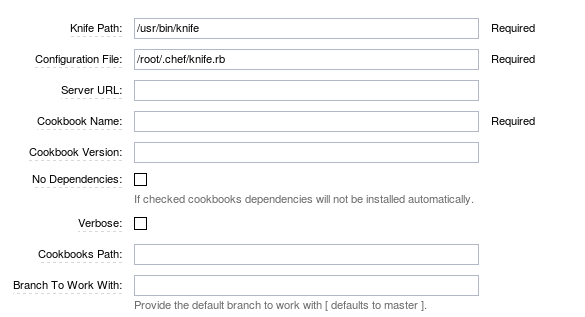 Knife Path: /usr/bin/knife Required
Configuration File: /root/.chef/knife.rb Required
Server URL:
Cookbook Name: Required
Cookbook Version:
No Dependencies:
If checked cookbooks dependencies will not be installed automatically.
Verbose:
Cookbooks Path:
Branch To Work With:
Provide the default branch to work with [ defaults to master ].